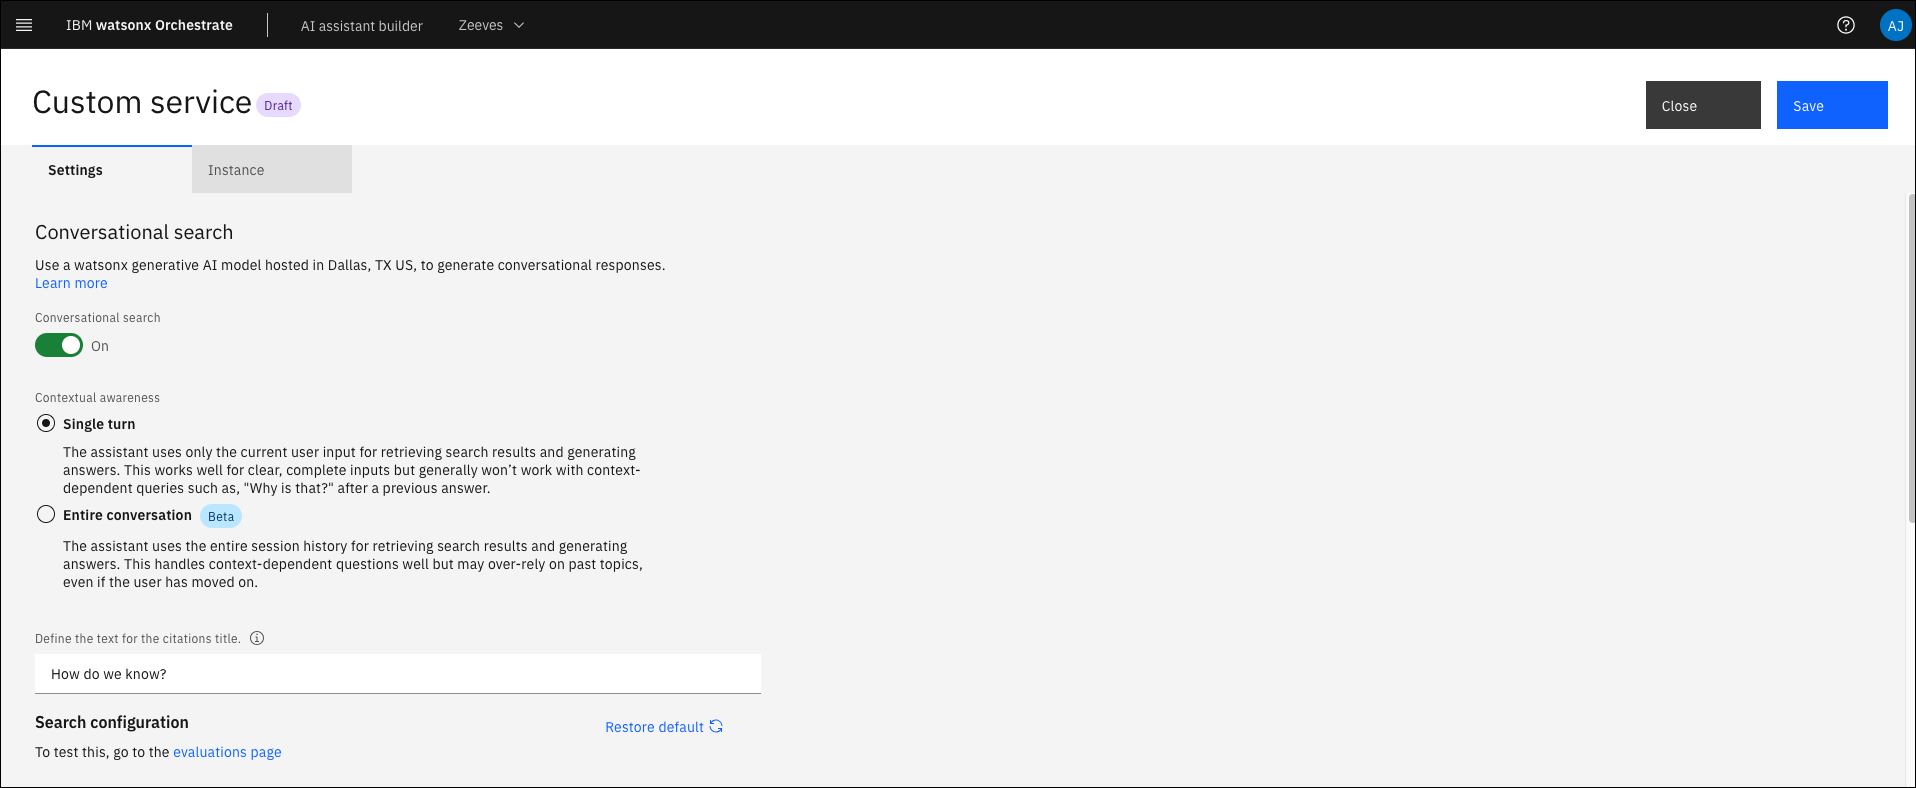 IBM watsonx Orchestrate
AI assistant builder
Zeeves
AJ
Custom service
Draft
Close
Save
Settings
Instance
Conversational search
Use a watsonx generative AI model hosted in Dallas, TX US, to generate conversational responses.
Learn more
Conversational search
On
Contextual awareness
Single turn
The assistant uses only the current user input for retrieving search results and generating
answers. This works well for clear, complete inputs but generally won’t work with context-
dependent queries such as, "Why is that?" after a previous answer.
Entire conversation
Beta
The assistant uses the entire session history for retrieving search results and generating
answers. This handles context-dependent questions well but may over-rely on past topics,
even if the user has moved on.
Define the text for the citations title.
How do we know?
Search configuration
Restore default
To test this, go to the evaluations page